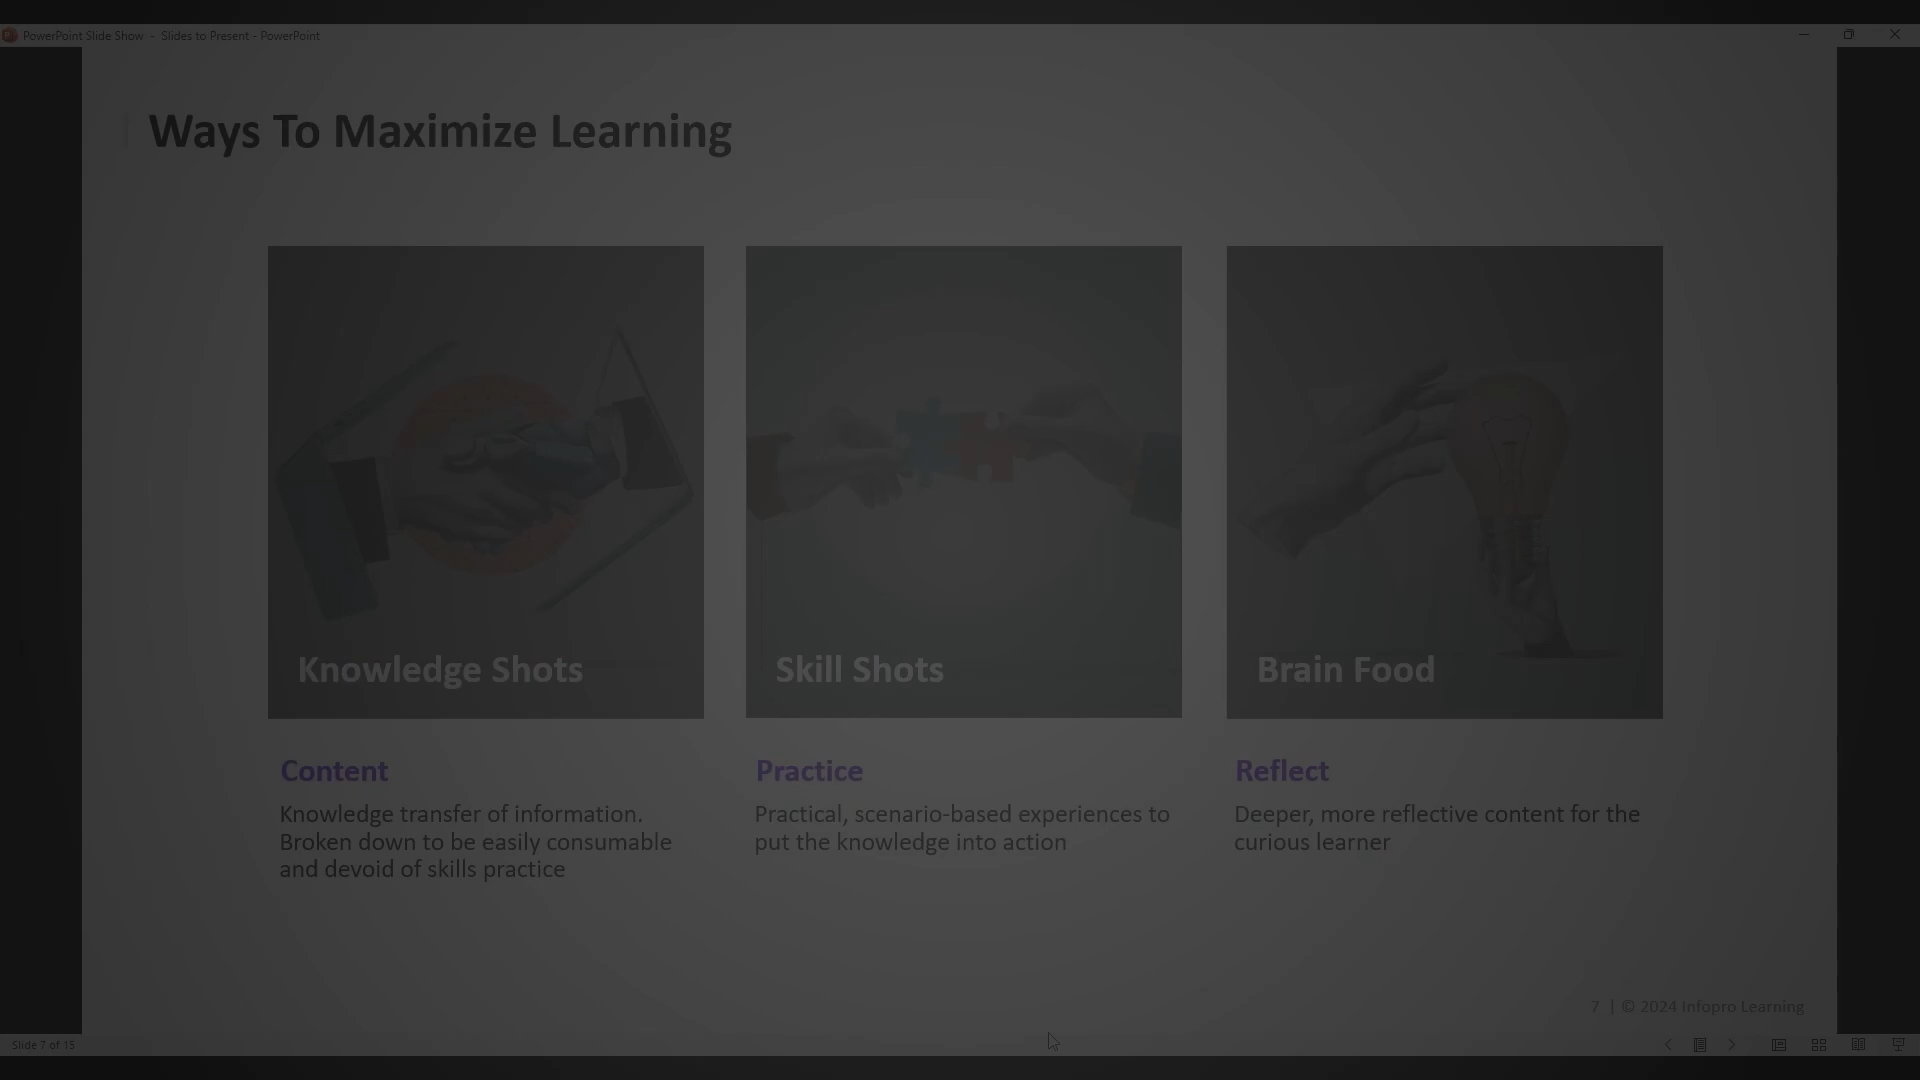 PowerPoint Slide Show - Slides to Present - PowerPoint
Ways To Maximize Learning
Knowledge Shots
Skill Shots
Brain Food
Content
Knowledge transfer of information.
Broken down to be easily consumable
and devoid of skills practice
Practice
Practical, scenario-based experiences to
put the knowledge into action
Reflect
Deeper, more reflective content for the
curious learner
7 | © 2024 Infopro Learning
Slide 7 of 15